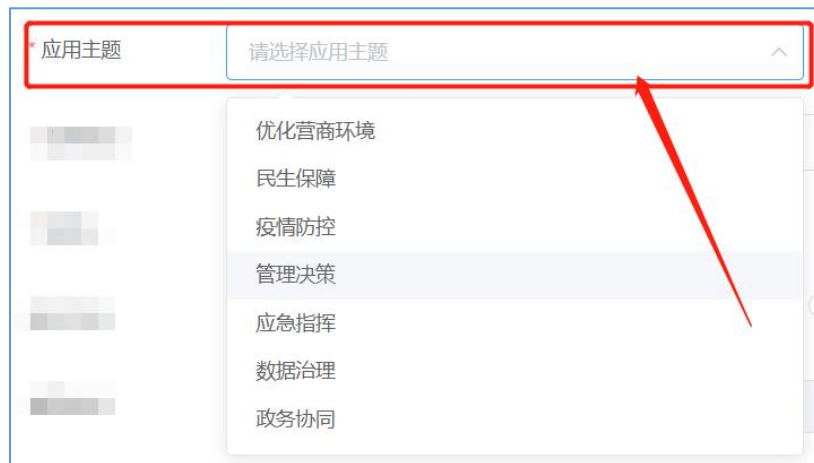 * 应用主题
请选择应用主题
优化营商环境
民生保障
疫情防控
管理决策
应急指挥
数据治理
政务协同